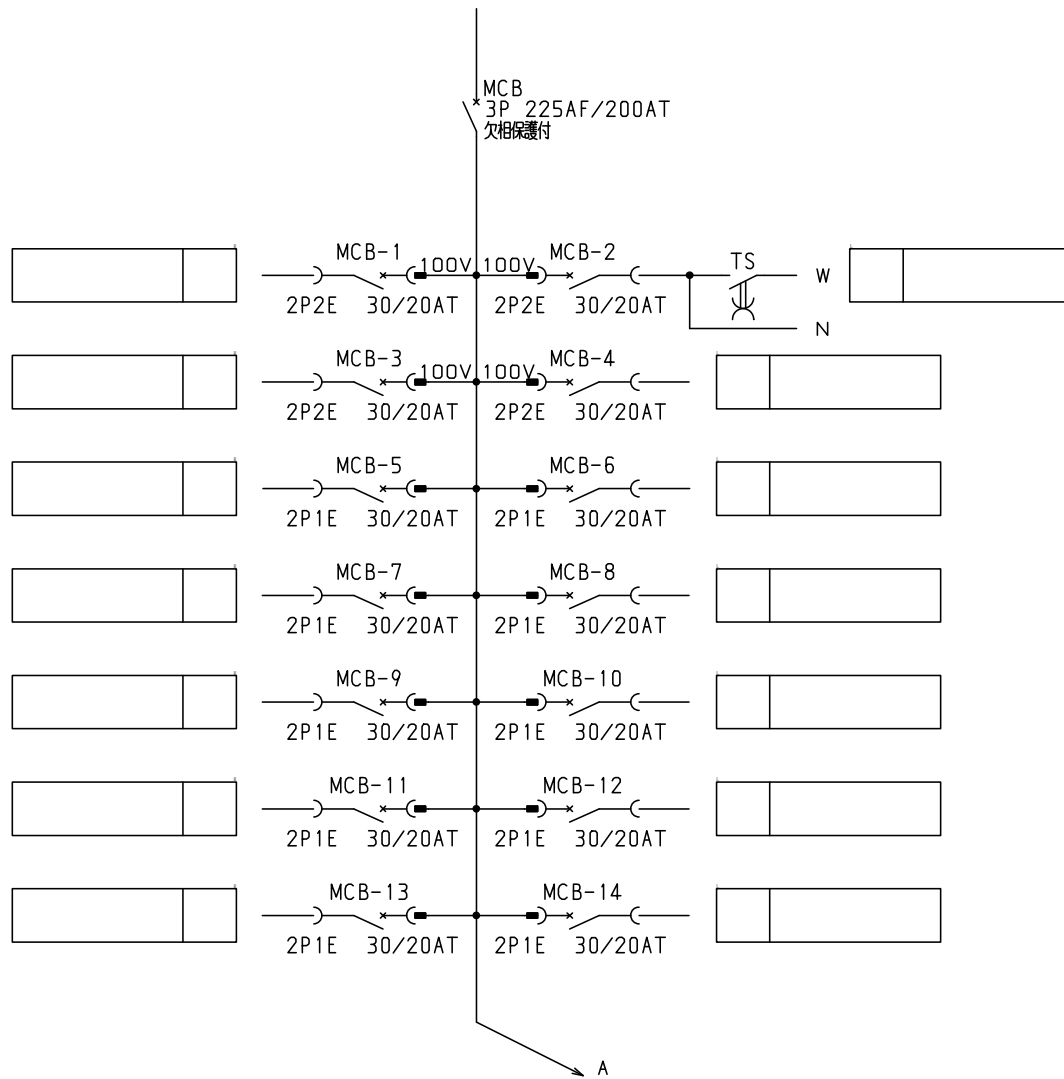 MCB
3P 225AF/200AT
欠相保護付
MCB-1 100V 100V MCB-2 TS W
2P2E 30/20AT 2P2E 30/20AT N
MCB-3 100V 100V MCB-4
2P2E 30/20AT 2P2E 30/20AT
MCB-5 MCB-6
2P1E 30/20AT 2P1E 30/20AT
MCB-7 MCB-8
2P1E 30/20AT 2P1E 30/20AT
MCB-9 MCB-10
2P1E 30/20AT 2P1E 30/20AT
MCB-11 MCB-12
2P1E 30/20AT 2P1E 30/20AT
MCB-13 MCB-14
2P1E 30/20AT 2P1E 30/20AT
A